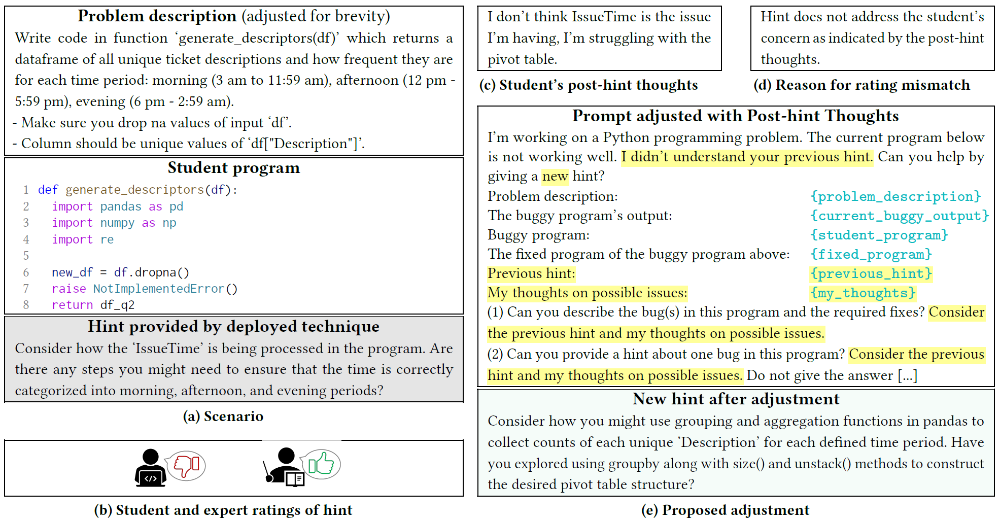 Problem description (adjusted for brevity)
Write code in function ‘generate_descriptors(df)’ which returns a
dataframe of all unique ticket descriptions and how frequent they are
for each time period: morning (3 am to 11:59 am), afternoon (12 pm -
5:59 pm), evening (6 pm - 2:59 am).
- Make sure you drop na values of input ‘df’.
- Column should be unique values of ‘df["Description"]’.
Student program
1 def generate_descriptors(df):
2 import pandas as pd
3 import numpy as np
4 import re
5
6 new_df = df.dropna()
7 raise NotImplementedError()
8 return df_q2
Hint provided by deployed technique
Consider how the ‘IssueTime’ is being processed in the program. Are
there any steps you might need to ensure that the time is correctly
categorized into morning, afternoon, and evening periods?
(a) Scenario
</>
(b) Student and expert ratings of hint
I don’t think IssueTime is the issue
I’m having, I’m struggling with the
pivot table.
(c) Student’s post-hint thoughts
Hint does not address the student’s
concern as indicated by the post-hint
thoughts.
(d) Reason for rating mismatch
Prompt adjusted with Post-hint Thoughts
I’m working on a Python programming problem. The current program below
is not working well. I didn’t understand your previous hint. Can you help by
giving a new hint?
Problem description: {problem_description}
The buggy program’s output: {current_buggy_output}
Buggy program: {student_program}
The fixed program of the buggy program above: {fixed_program}
Previous hint: {previous_hint}
My thoughts on possible issues: {my_thoughts}
(1) Can you describe the bug(s) in this program and the required fixes? Consider
the previous hint and my thoughts on possible issues.
(2) Can you provide a hint about one bug in this program? Consider the previous
hint and my thoughts on possible issues. Do not give the answer [...]
New hint after adjustment
Consider how you might use grouping and aggregation functions in pandas to
collect counts of each unique ‘Description’ for each defined time period. Have
you explored using groupby along with size() and unstack() methods to construct
the desired pivot table structure?
(e) Proposed adjustment